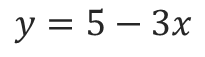 y = 5 − 3x